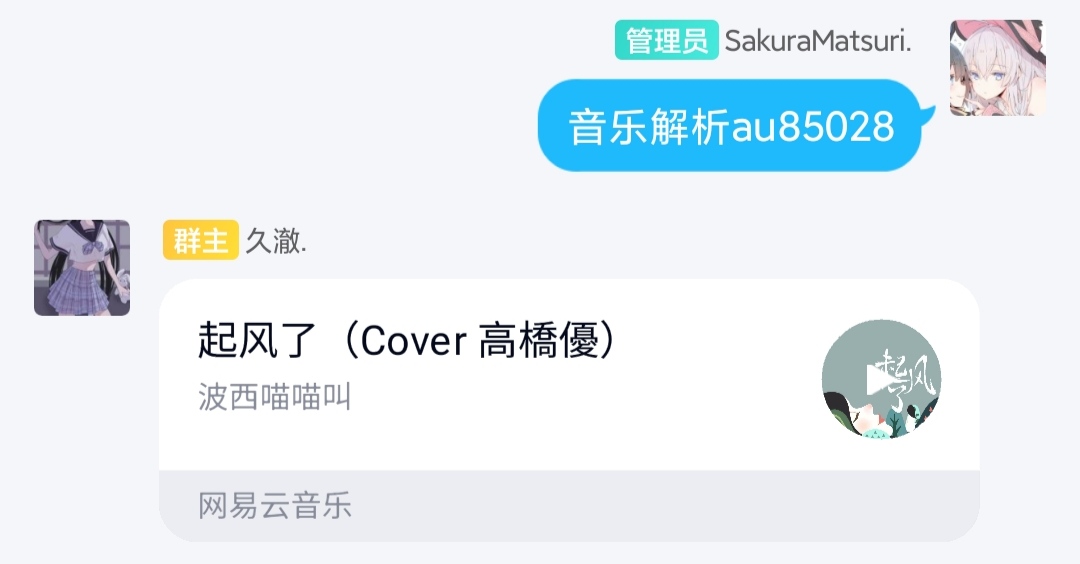 管理员 SakuraMatsuri.
音乐解析au85028
群主 久澈.
起风了（Cover 高橋優）
波西喵喵叫
起风了
网易云音乐